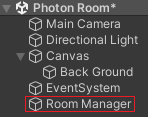 Photon Room*
Main Camera
Directional Light
Canvas
Back Ground
EventSystem
Room Manager